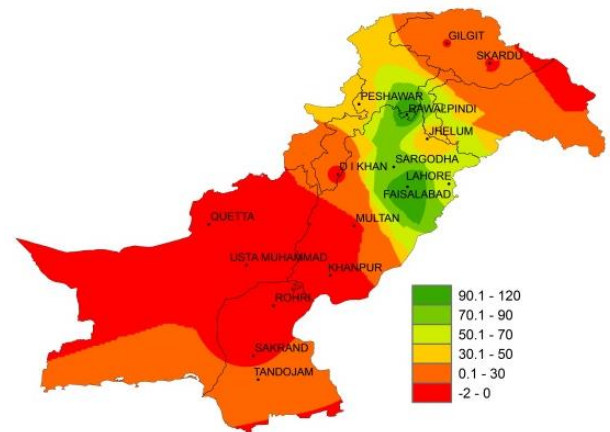 GILGIT
SKARDU
PESHAWAR
RAWALPINDI
JHELUM
SARGODHA
D I KHAN
LAHORE
FAISALABAD
QUETTA
MULTAN
USTA MUHAMMAD
KHANPUR
ROHRI
SAKRAND
TANDOJAM
90.1 - 120
70.1 - 90
50.1 - 70
30.1 - 50
0.1 - 30
-2 - 0